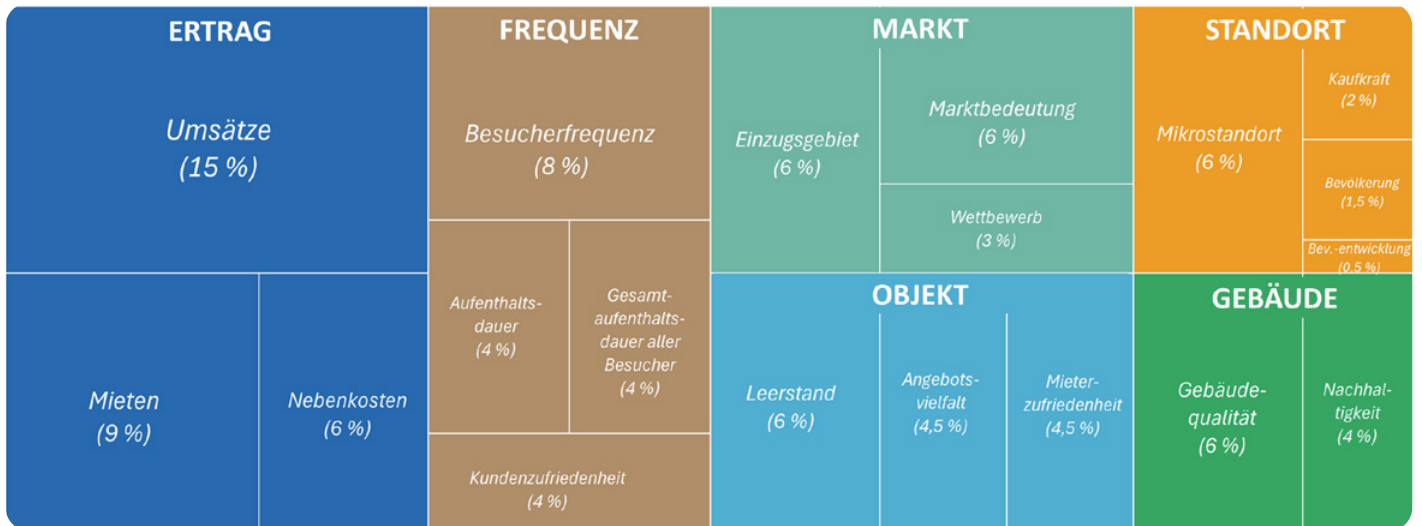 ERTRAG
Umsätze
(15 %)
Mieten
(9 %)
Nebenkosten
(6 %)
FREQUENZ
Besucherfrequenz
(8 %)
Aufenthalts-
dauer
(4 %)
Gesamt-
aufenthalts-
dauer aller
Besucher
(4 %)
Kundenzufriedenheit
(4 %)
MARKT
Einzugsgebiet
(6 %)
Marktbedeutung
(6 %)
Wettbewerb
(3 %)
STANDORT
Mikrostandort
(6 %)
Kaufkraft
(2 %)
Bevölkerung
(1,5 %)
Bev.-entwicklung
(0,5 %)
OBJEKT
Leerstand
(6 %)
Angebots-
vielfalt
(4,5 %)
Mieter-
zufriedenheit
(4,5 %)
GEBÄUDE
Gebäude-
qualität
(6 %)
Nachhal-
tigkeit
(4 %)